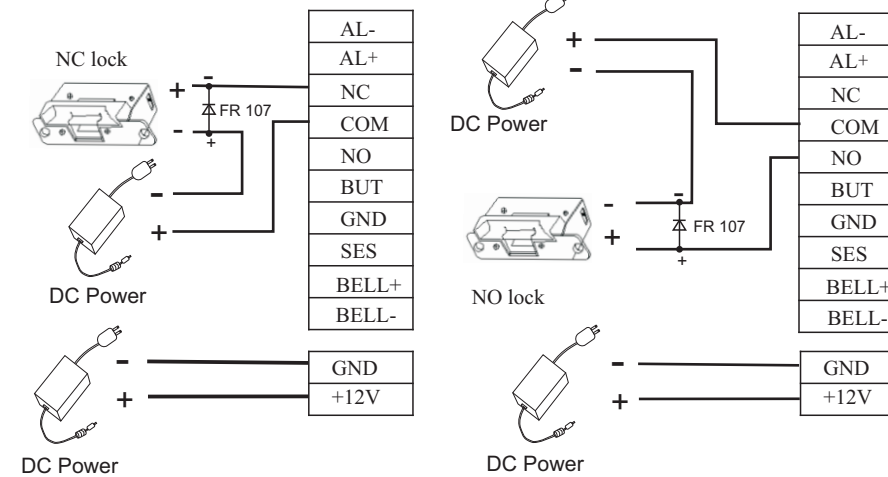 AL-
AL+
NC
COM
NO
BUT
GND
SES
BELL+
BELL-
NC lock
+
-
-
+
FR 107
-
+
DC Power
-
+
GND
+12V
DC Power
AL-
AL+
NC
COM
NO
BUT
GND
SES
BELL+
BELL-
+
-
DC Power
-
+
-
FR 107
+
NO lock
-
+
GND
+12V
DC Power